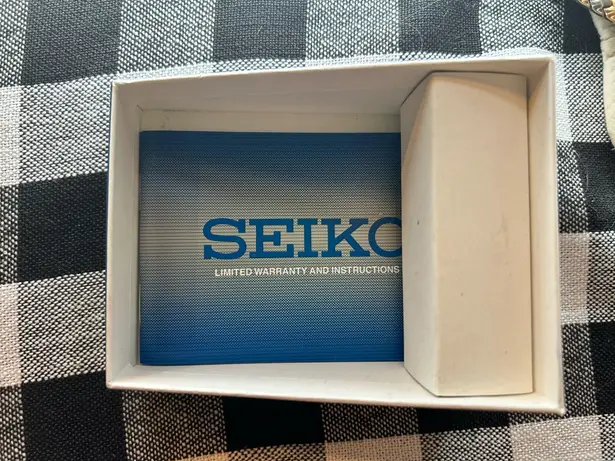 SEIKO
LIMITED WARRANTY AND INSTRUCTIONS